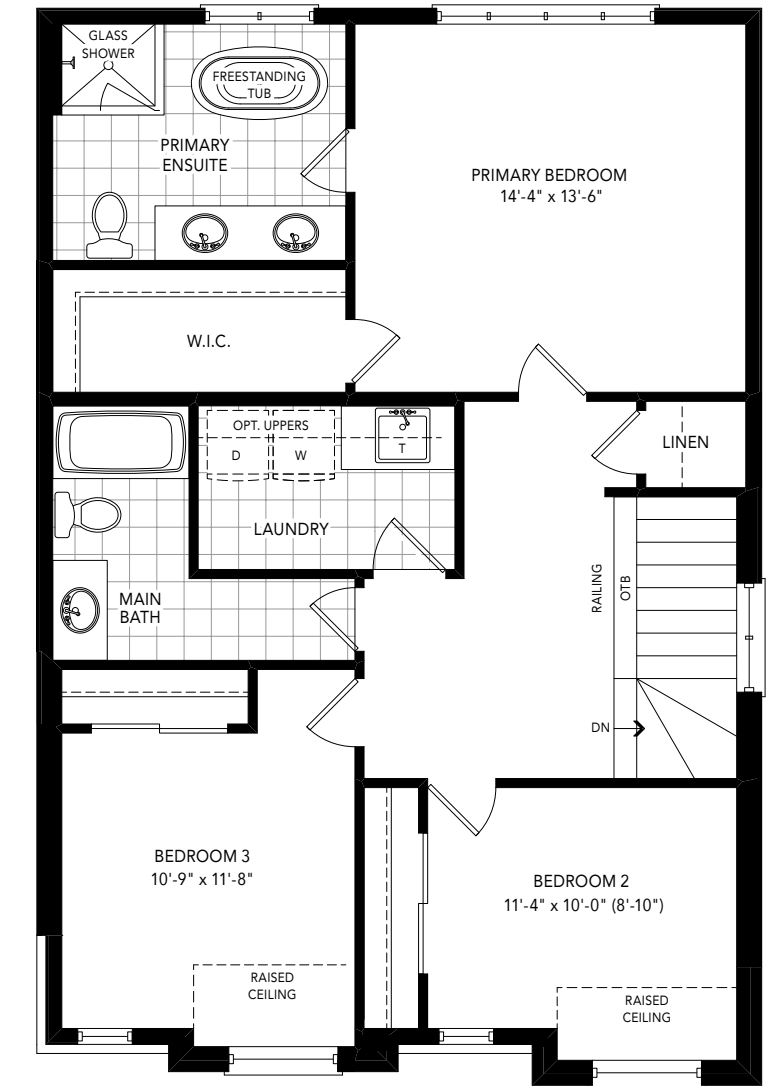 GLASS
SHOWER
FREESTANDING
TUB
PRIMARY
ENSUITE
PRIMARY BEDROOM
14'-4" x 13'-6"
W.I.C.
OPT. UPPERS
D
W
T
LINEN
LAUNDRY
RAILING
OTB
MAIN
BATH
DN
BEDROOM 3
10'-9" x 11'-8"
BEDROOM 2
11'-4" x 10'-0" (8'-10")
RAISED
CEILING
RAISED
CEILING